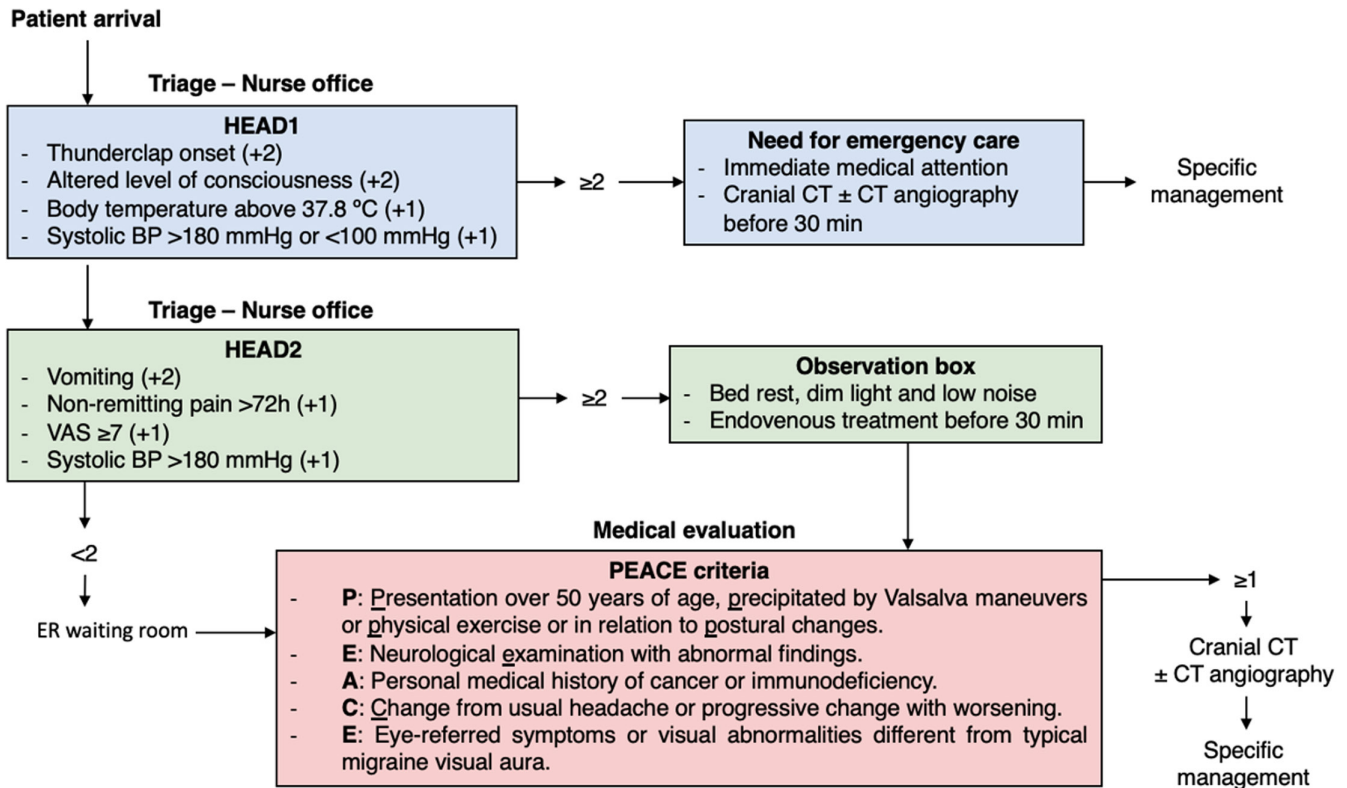 Patient arrival
Triage – Nurse office
HEAD1
- Thunderclap onset (+2)
- Altered level of consciousness (+2)
- Body temperature above 37.8 ºC (+1)
- Systolic BP >180 mmHg or <100 mmHg (+1)
≥2
Need for emergency care
- Immediate medical attention
- Cranial CT ± CT angiography
before 30 min
Specific
management
Triage – Nurse office
HEAD2
- Vomiting (+2)
- Non-remitting pain >72h (+1)
- VAS ≥7 (+1)
- Systolic BP >180 mmHg (+1)
≥2
Observation box
- Bed rest, dim light and low noise
- Endovenous treatment before 30 min
<2
ER waiting room
Medical evaluation
PEACE criteria
- P: Presentation over 50 years of age, precipitated by Valsalva maneuvers
or physical exercise or in relation to postural changes.
- E: Neurological examination with abnormal findings.
- A: Personal medical history of cancer or immunodeficiency.
- C: Change from usual headache or progressive change with worsening.
- E: Eye-referred symptoms or visual abnormalities different from typical
migraine visual aura.
≥1
Cranial CT
± CT angiography
Specific
management